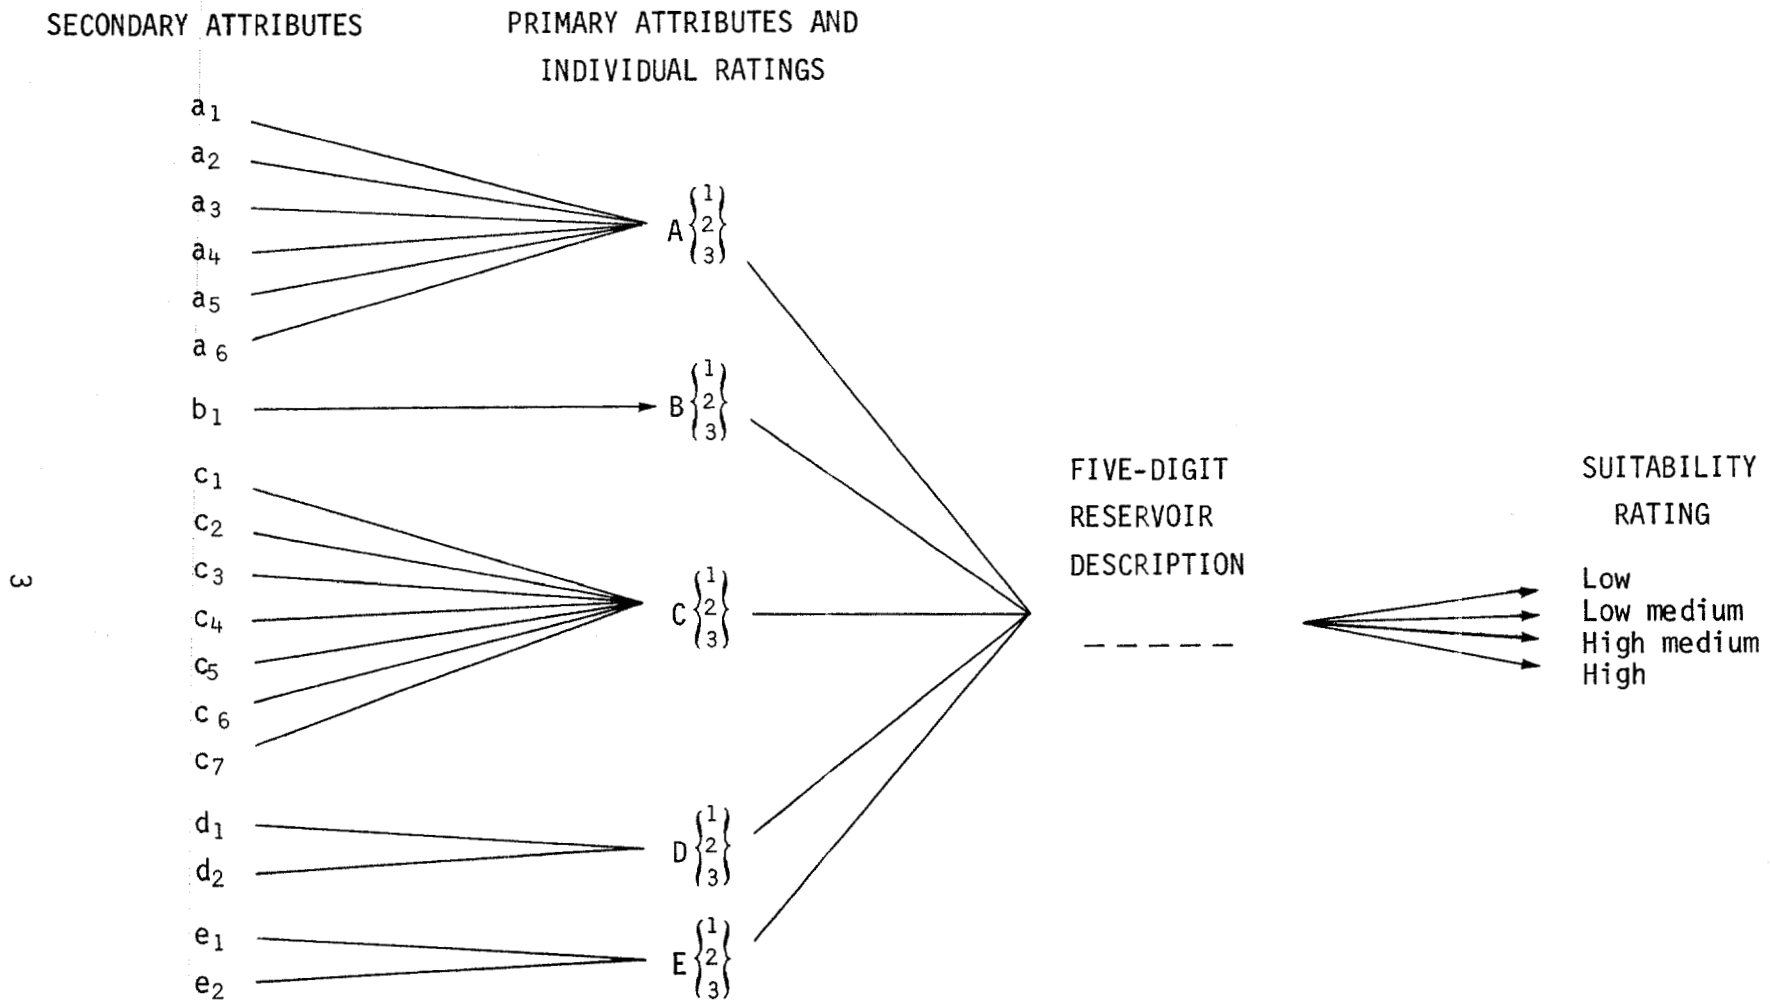 SECONDARY ATTRIBUTES
PRIMARY ATTRIBUTES AND
INDIVIDUAL RATINGS
a1
a2
a3
a4
a5
a6
A {1 2 3}
b1
B {1 2 3}
c1
c2
c3
c4
c5
c6
c7
C {1 2 3}
d1
d2
D {1 2 3}
e1
e2
E {1 2 3}
FIVE-DIGIT
RESERVOIR
DESCRIPTION
_ _ _ _ _
SUITABILITY
RATING
Low
Low medium
High medium
High
3